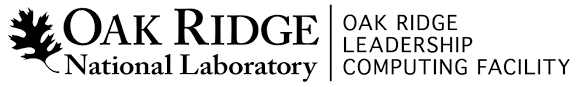 OAK RIDGE
National Laboratory
OAK RIDGE
LEADERSHIP
COMPUTING FACILITY